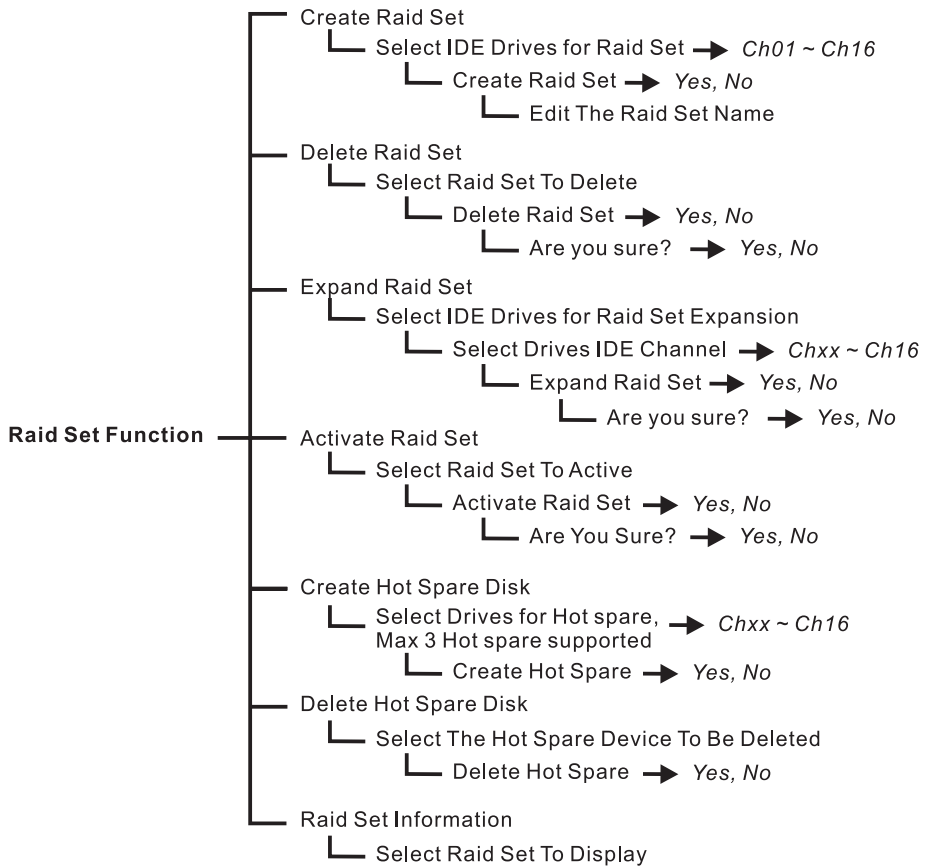 Create Raid Set
Select IDE Drives for Raid Set Ch01 ~ Ch16
Create Raid Set Yes, No
Edit The Raid Set Name
Delete Raid Set
Select Raid Set To Delete
Delete Raid Set Yes, No
Are you sure? Yes, No
Expand Raid Set
Select IDE Drives for Raid Set Expansion
Select Drives IDE Channel Chxx ~ Ch16
Expand Raid Set Yes, No
Are you sure? Yes, No
Raid Set Function
Activate Raid Set
Select Raid Set To Active
Activate Raid Set Yes, No
Are You Sure? Yes, No
Create Hot Spare Disk
Select Drives for Hot spare, Chxx ~ Ch16
Max 3 Hot spare supported
Create Hot Spare Yes, No
Delete Hot Spare Disk
Select The Hot Spare Device To Be Deleted
Delete Hot Spare Yes, No
Raid Set Information
Select Raid Set To Display